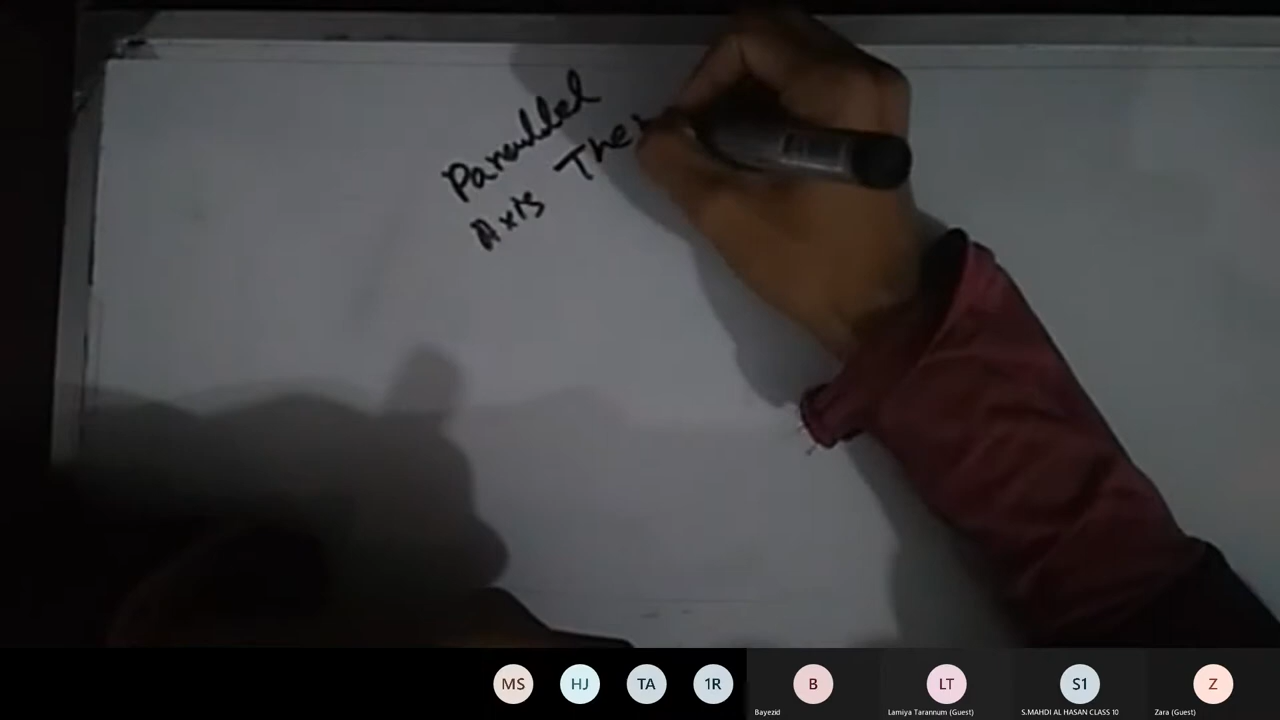 Paralled
Axis The
MS
HJ
TA
1R
B
LT
S1
Z
Bayezid
Lamiya Tarannum (Guest)
S.MAHDI AL HASAN CLASS 10
Zara (Guest)